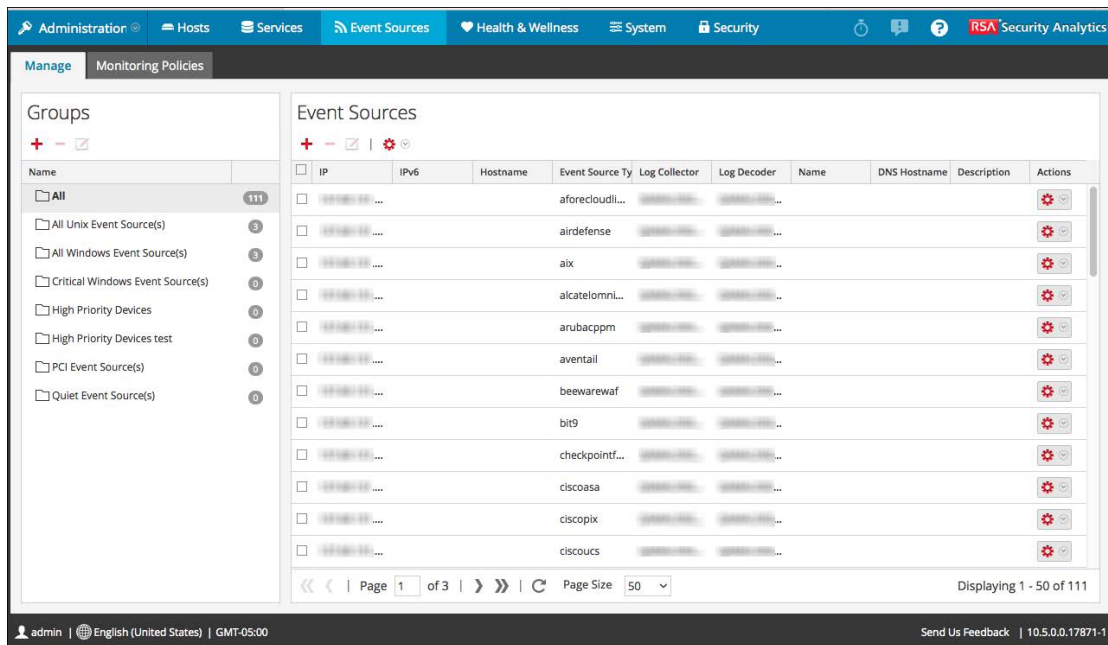 Administration Hosts Services Event Sources Health & Wellness System Security RSA Security Analytics
Manage Monitoring Policies
Groups
Name
All 111
All Unix Event Source(s) 3
All Windows Event Source(s) 3
Critical Windows Event Source(s) 0
High Priority Devices 0
High Priority Devices test 0
PCI Event Source(s) 0
Quiet Event Source(s) 0
Event Sources
IP IPv6 Hostname Event Source Ty Log Collector Log Decoder Name DNS Hostname Description Actions
... aforecloudli... ... ...
... airdefense ... ...
... aix ... ...
... alcatelomni... ... ...
... arubacppm ... ...
... aventail ... ...
... beewarewaf ... ...
... bit9 ... ...
... checkpointf... ... ...
... ciscoasa ... ...
... ciscopix ... ...
... ciscoucs ... ...
Page 1 of 3 Page Size 50 Displaying 1 - 50 of 111
admin | English (United States) | GMT-05:00 Send Us Feedback | 10.5.0.0.17871-1